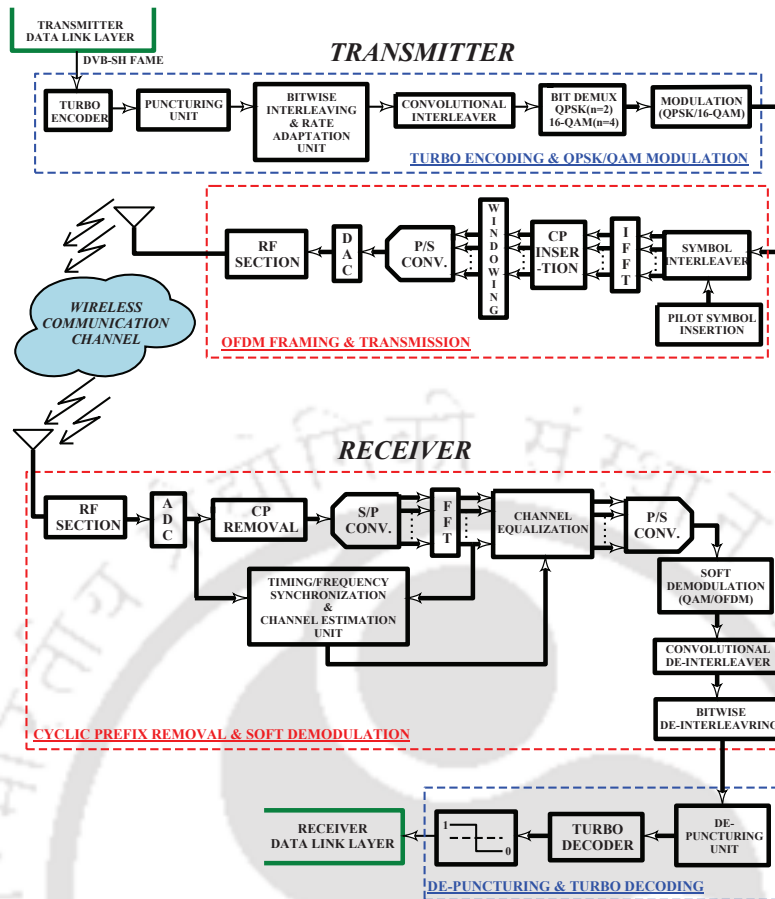 TRANSMITTER
DATA LINK LAYER
DVB-SH FAME
TRANSMITTER
TURBO
ENCODER
PUNCTURING
UNIT
BITWISE
INTERLEAVING
& RATE
ADAPTATION
UNIT
CONVOLUTIONAL
INTERLEAVER
BIT DEMUX
QPSK(n=2)
16-QAM(n=4)
MODULATION
(QPSK/16-QAM)
TURBO ENCODING & QPSK/QAM MODULATION
RF
SECTION
DAC
P/S
CONV.
WINDOWING
CP
INSER
-TION
IFFT
SYMBOL
INTERLEAVER
PILOT SYMBOL
INSERTION
OFDM FRAMING & TRANSMISSION
WIRELESS
COMMUNICATION
CHANNEL
RECEIVER
RF
SECTION
ADC
CP
REMOVAL
S/P
CONV.
FFT
CHANNEL
EQUALIZATION
P/S
CONV.
TIMING/FREQUENCY
SYNCHRONIZATION
&
CHANNEL ESTIMATION
UNIT
SOFT
DEMODULATION
(QAM/OFDM)
CONVOLUTIONAL
DE-INTERLEAVER
BITWISE
DE-INTERLEAVRING
CYCLIC PREFIX REMOVAL & SOFT DEMODULATION
RECEIVER
DATA LINK LAYER
1
0
TURBO
DECODER
DE-
PUNCTURING
UNIT
DE-PUNCTURING & TURBO DECODING